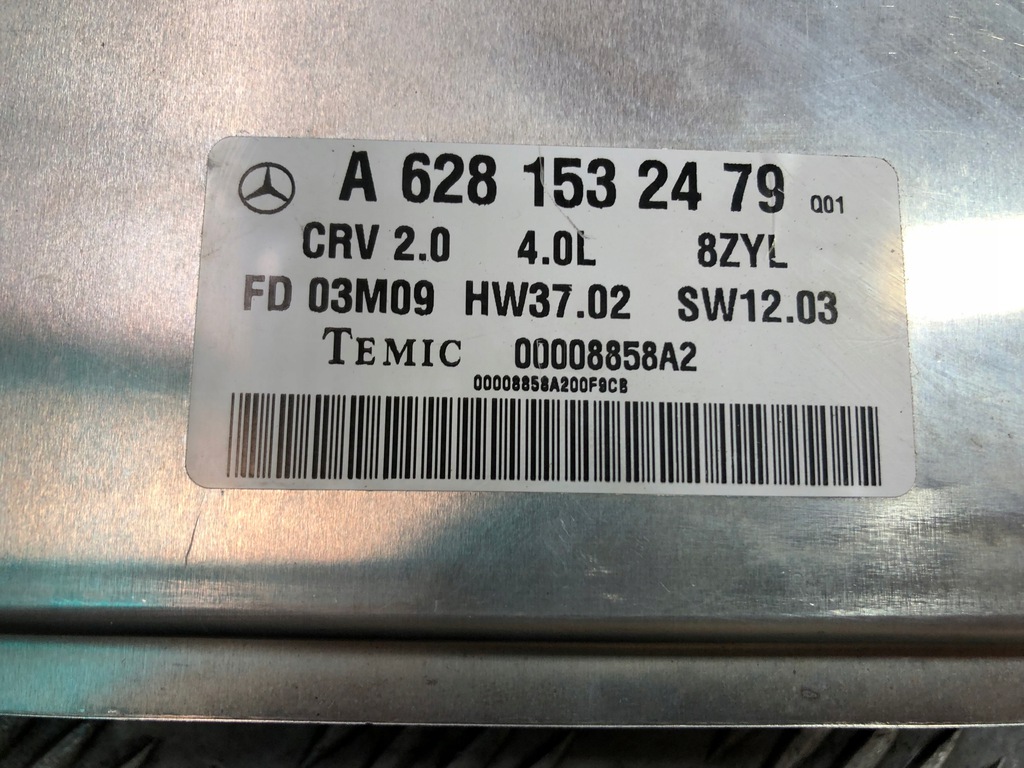 A 628 153 24 79 Q01
CRV 2.0 4.0L 8ZYL
FD 03M09 HW37.02 SW12.03
TEMIC 00008858A2
00008858A200F9CB